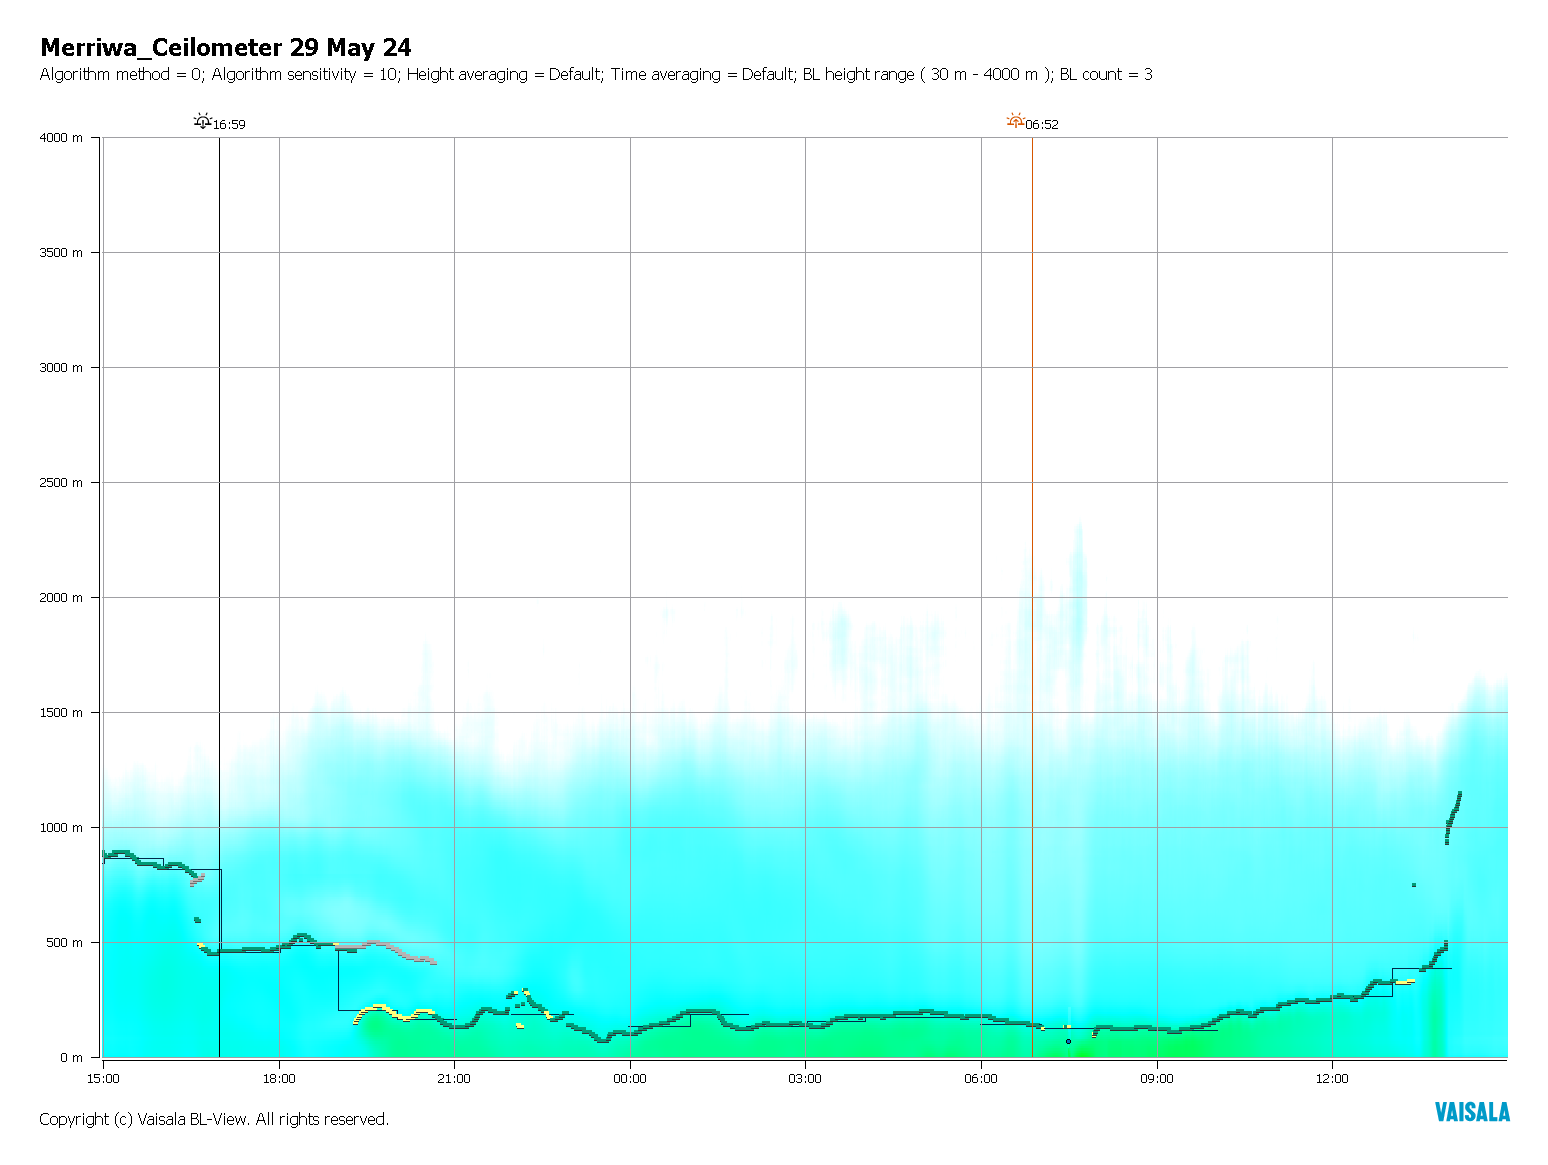 Merriwa_Ceilometer 29 May 24
Algorithm method = 0; Algorithm sensitivity = 10; Height averaging = Default; Time averaging = Default; BL height range ( 30 m - 4000 m ); BL count = 3
16:59 06:52
4000 m
3500 m
3000 m
2500 m
2000 m
1500 m
1000 m
500 m
0 m
15:00 18:00 21:00 00:00 03:00 06:00 09:00 12:00
Copyright (c) Vaisala BL-View. All rights reserved.
VAISALA